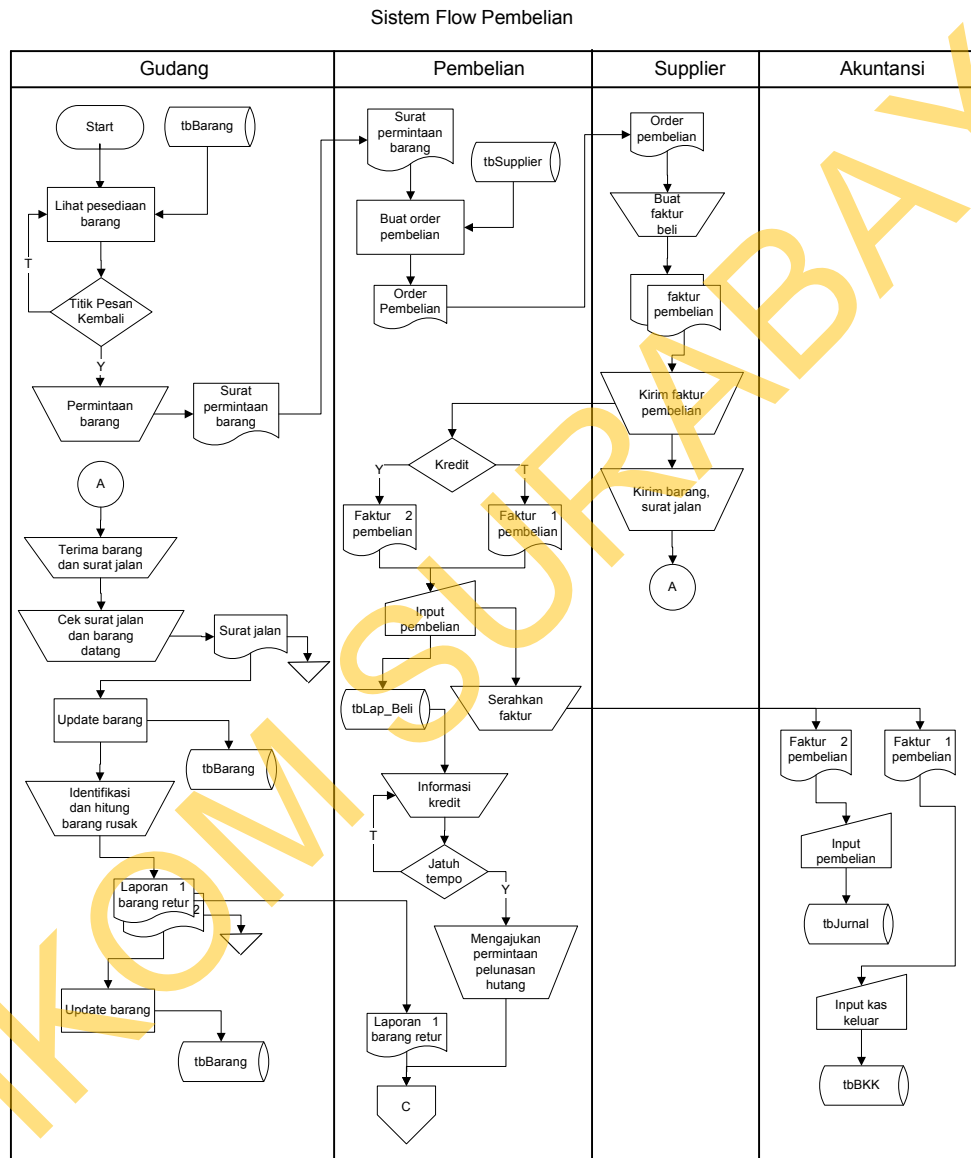 Sistem Flow Pembelian
Gudang
Pembelian
Supplier
Akuntansi
Start
tbBarang
Lihat pesediaan
barang
T
Titik Pesan
Kembali
Y
Permintaan
barang
Surat
permintaan
barang
A
Terima barang
dan surat jalan
Cek surat jalan
dan barang
datang
Surat jalan
Update barang
tbBarang
Identifikasi
dan hitung
barang rusak
Laporan 1
barang retur
2
Update barang
tbBarang
Surat
permintaan
barang
tbSupplier
Buat order
pembelian
Order
Pembelian
Kredit
Y
T
Faktur 2
pembelian
Faktur 1
pembelian
Input
pembelian
tbLap_Beli
Serahkan
faktur
Informasi
kredit
T
Jatuh
tempo
Y
Mengajukan
permintaan
pelunasan
hutang
Laporan 1
barang retur
C
Order
pembelian
Buat
faktur
beli
faktur
pembelian
Kirim faktur
pembelian
Kirim barang,
surat jalan
A
Faktur 2
pembelian
Faktur 1
pembelian
Input
pembelian
tbJurnal
Input kas
keluar
tbBKK
IKOM SURABAY